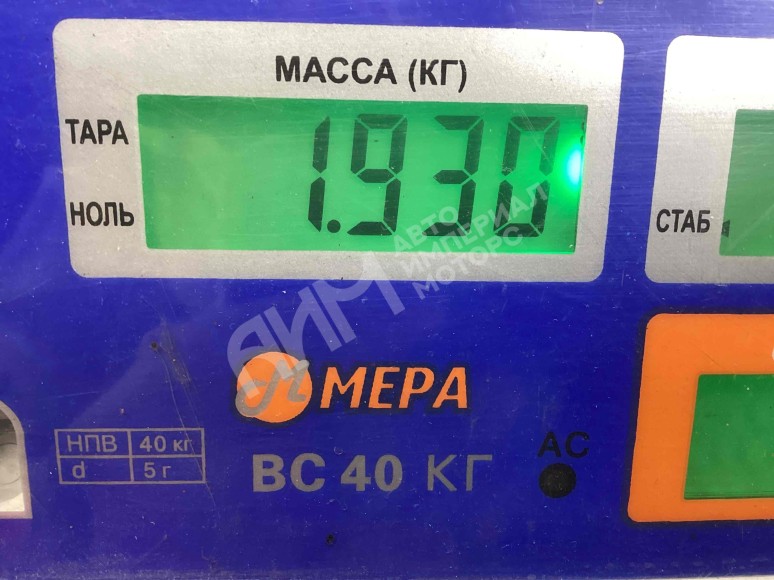 МАССА (КГ)
ТАРА
1.930
НОЛЬ
СТАБ
АИМ
АВТО
ИМПЕРИАЛ
МОТОРС
МЕРА
НПВ 40 кг
d 5 г
ВС 40 КГ
АС